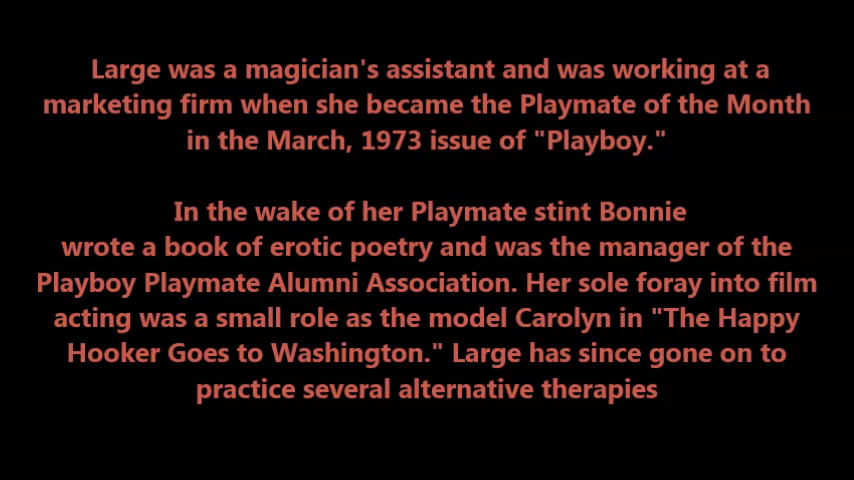 Large was a magician's assistant and was working at a
marketing firm when she became the Playmate of the Month
in the March, 1973 issue of "Playboy."
In the wake of her Playmate stint Bonnie
wrote a book of erotic poetry and was the manager of the
Playboy Playmate Alumni Association. Her sole foray into film
acting was a small role as the model Carolyn in "The Happy
Hooker Goes to Washington." Large has since gone on to
practice several alternative therapies